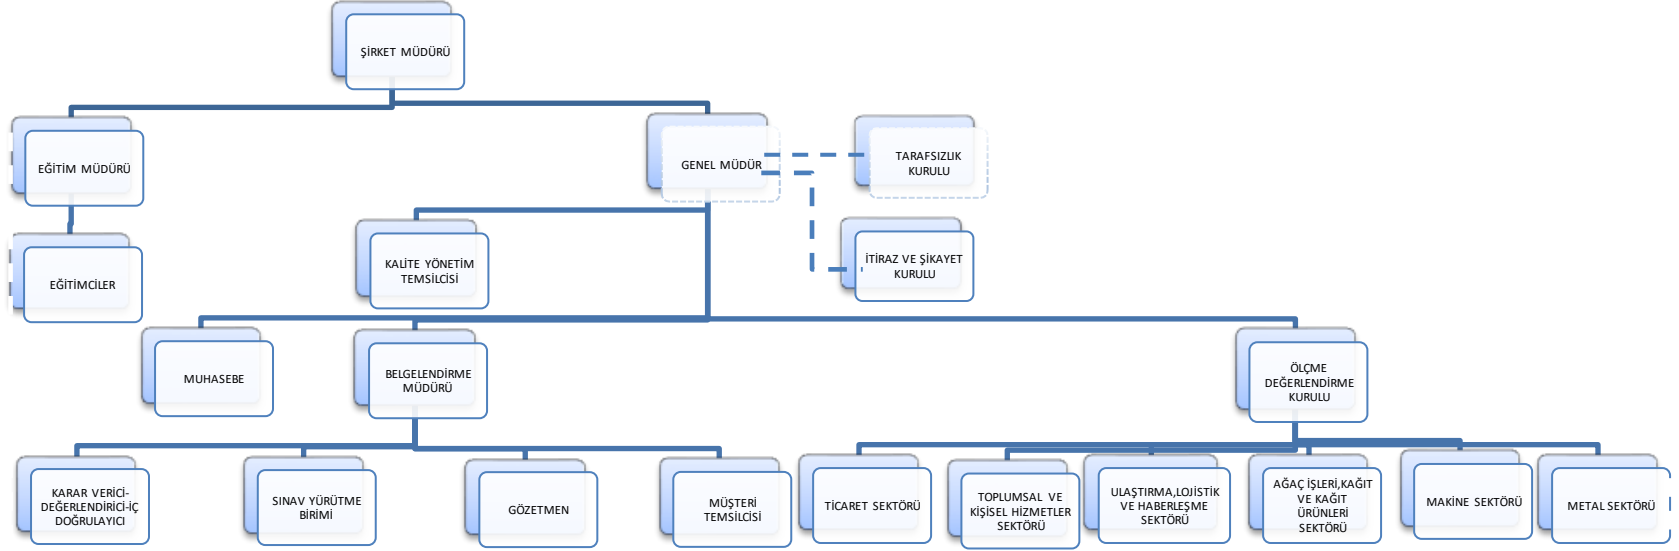 ŞİRKET MÜDÜRÜ
EĞİTİM MÜDÜRÜ
GENEL MÜDÜR
TARAFSIZLIK
KURULU
EĞİTİMCİLER
KALİTE YÖNETİM
TEMSİLCİSİ
İTİRAZ VE ŞİKAYET
KURULU
MUHASEBE
BELGELENDİRME
MÜDÜRÜ
ÖLÇME
DEĞERLENDİRME
KURULU
KARAR VERİCİ-
DEĞERLENDİRİCİ-İÇ
DOĞRULAYICI
SINAV YÜRÜTME
BİRİMİ
GÖZETMEN
MÜŞTERİ
TEMSİLCİSİ
TİCARET SEKTÖRÜ
TOPLUMSAL VE
KİŞİSEL HİZMETLER
SEKTÖRÜ
ULAŞTIRMA,LOJİSTİK
VE HABERLEŞME
SEKTÖRÜ
AĞAÇ İŞLERİ,KAĞIT
VE KAĞIT
ÜRÜNLERİ
SEKTÖRÜ
MAKİNE SEKTÖRÜ
METAL SEKTÖRÜ